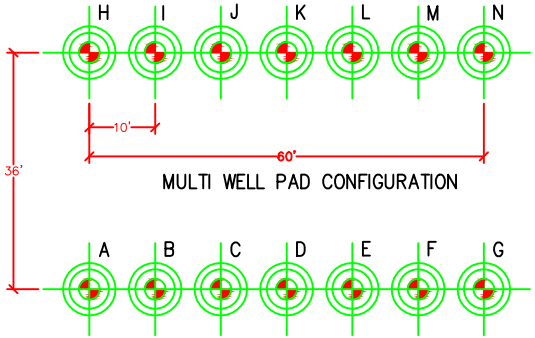 H I J K L M N
10'
60'
36'
MULTI WELL PAD CONFIGURATION
A B C D E F G